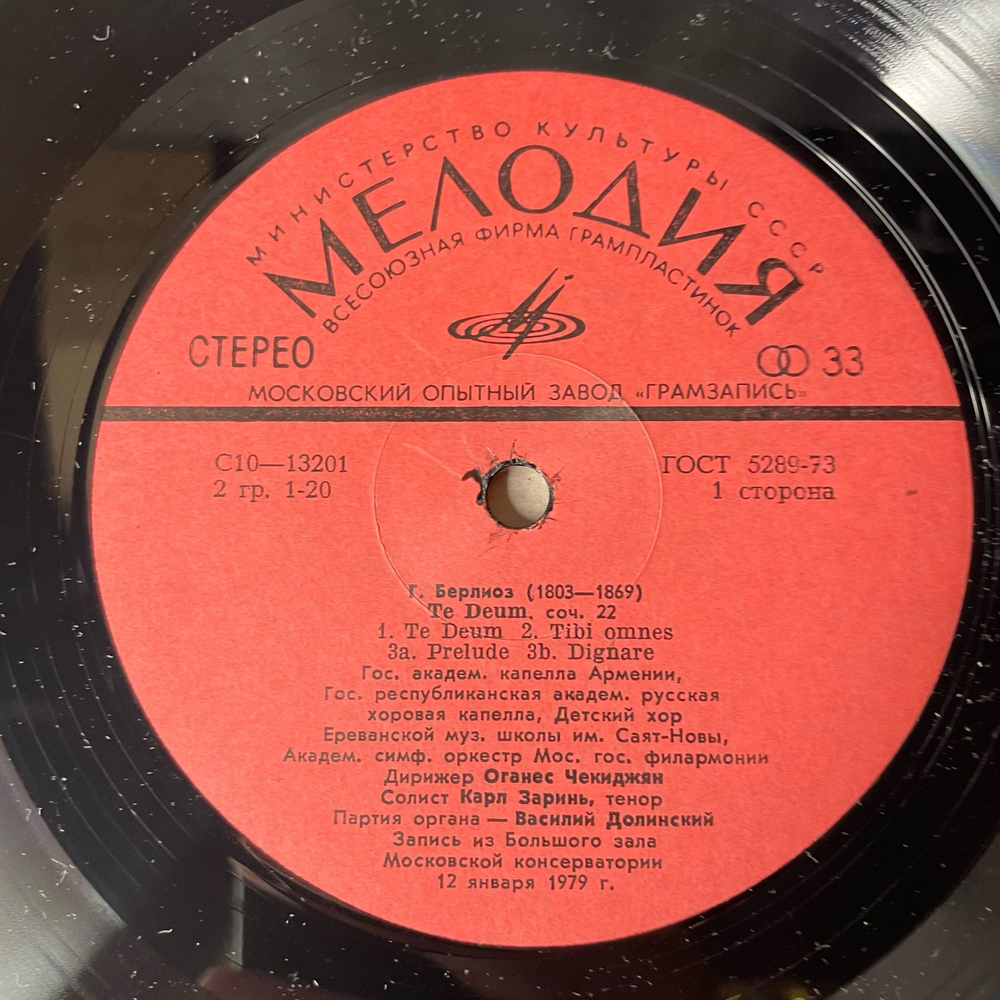 МИНИСТЕРСТВО КУЛЬТУРЫ СССР
МЕЛОДИЯ
ВСЕСОЮЗНАЯ ФИРМА ГРАМПЛАСТИНОК
СТЕРЕО
33
МОСКОВСКИЙ ОПЫТНЫЙ ЗАВОД «ГРАМЗАПИСЬ»
С10—13201
ГОСТ 5289-73
2 гр. 1-20
1 сторона
Г. Берлиоз (1803—1869)
Te Deum, соч. 22
1. Te Deum 2. Tibi omnes
3a. Prelude 3b. Dignare
Гос. академ. капелла Армении,
Гос. республиканская академ. русская
хоровая капелла, Детский хор
Ереванской муз. школы им. Саят-Новы,
Академ. симф. оркестр Мос. гос. филармонии
Дирижер Оганес Чекиджян
Солист Карл Заринь, тенор
Партия органа — Василий Долинский
Запись из Большого зала
Московской консерватории
12 января 1979 г.